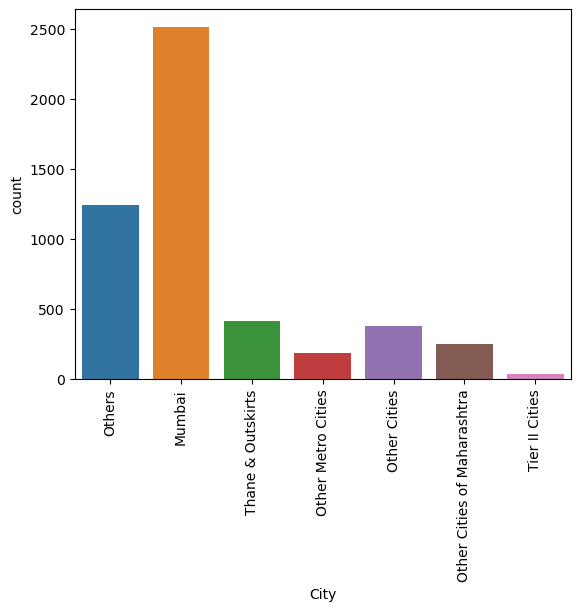 2500
2000
1500
1000
500
0
count
Others
Mumbai
Thane & Outskirts
Other Metro Cities
Other Cities
Other Cities of Maharashtra
Tier II Cities
City